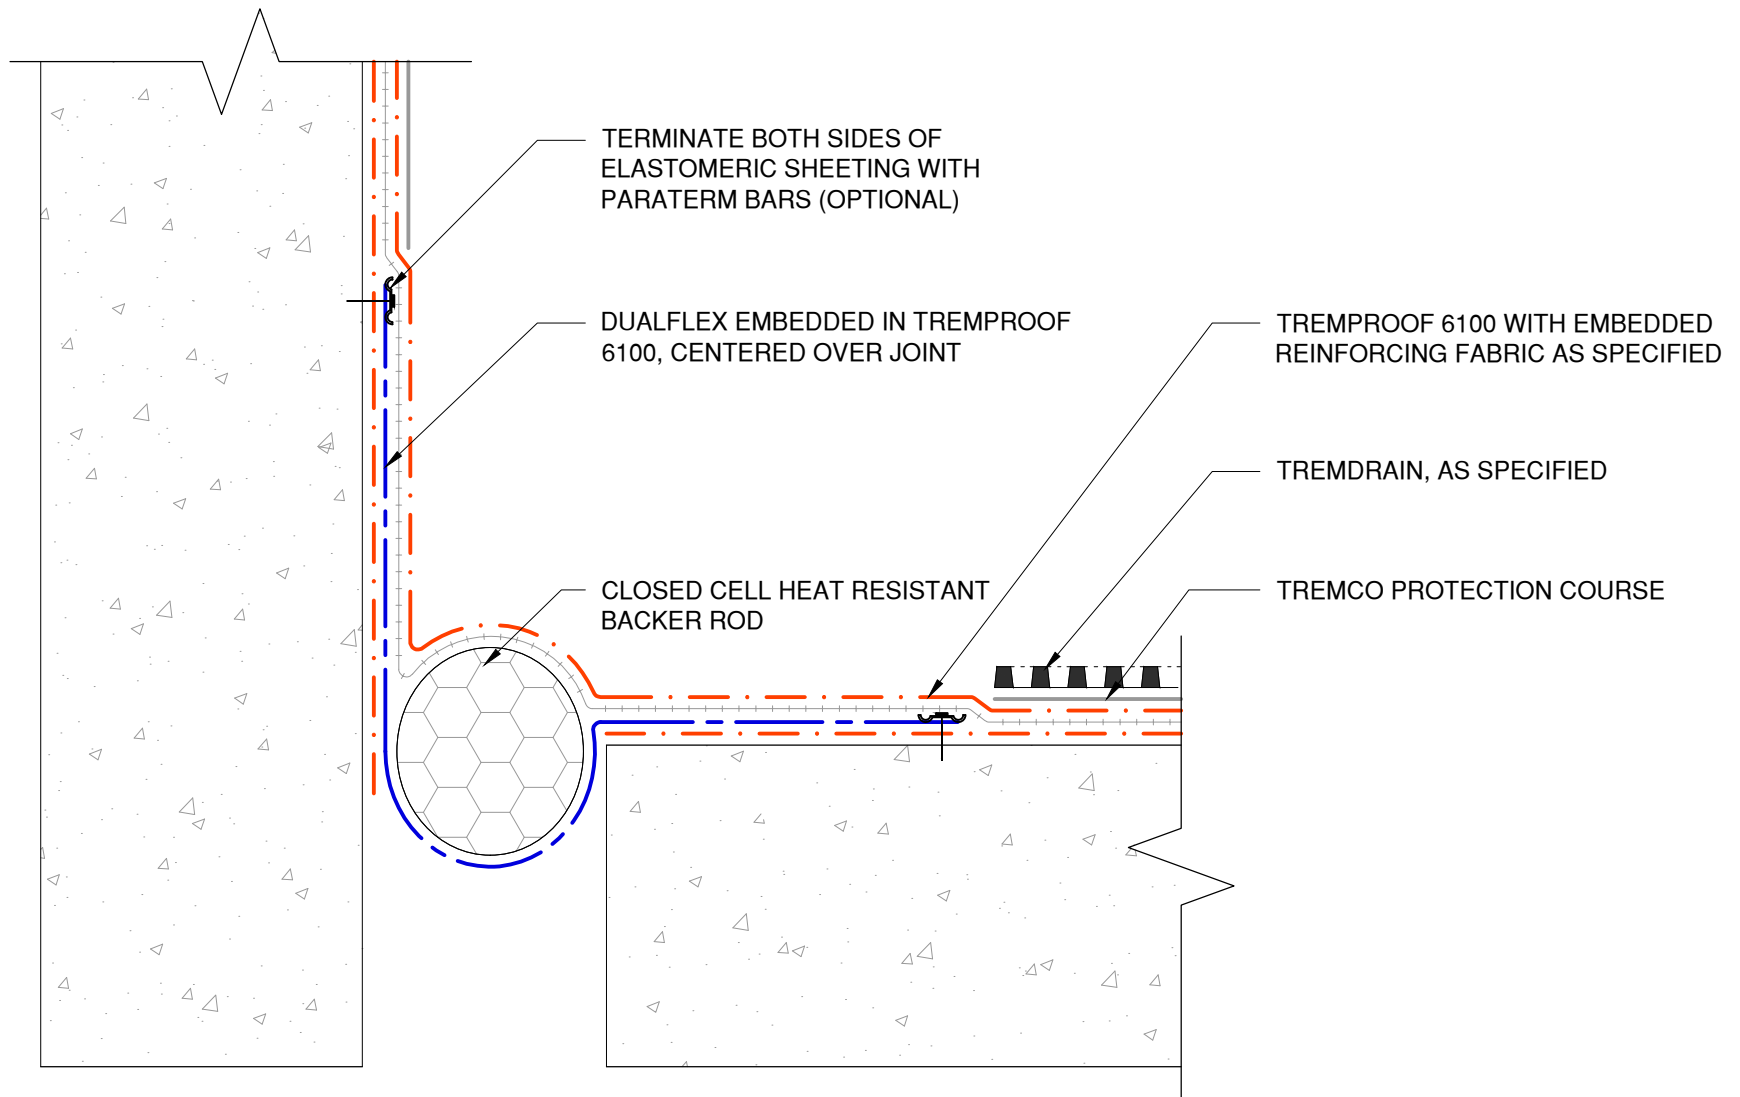 TERMINATE BOTH SIDES OF
ELASTOMERIC SHEETING WITH
PARATERM BARS (OPTIONAL)
DUALFLEX EMBEDDED IN TREMPROOF
6100, CENTERED OVER JOINT
TREMPROOF 6100 WITH EMBEDDED
REINFORCING FABRIC AS SPECIFIED
TREMDRAIN, AS SPECIFIED
CLOSED CELL HEAT RESISTANT
BACKER ROD
TREMCO PROTECTION COURSE